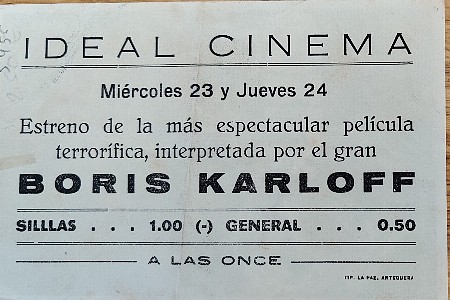 IDEAL CINEMA
Miércoles 23 y Jueves 24
Estreno de la más espectacular película
terrorífica, interpretada por el gran
BORIS KARLOFF
SILLLAS . . . 1.00 (-) GENERAL . . . 0.50
A LAS ONCE
IMP. LA PAZ, ANTEQUERA